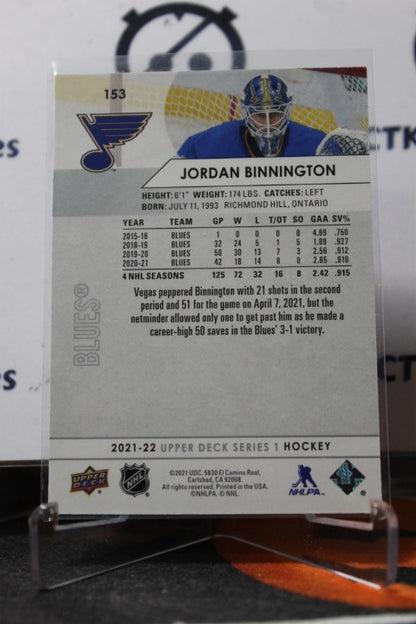 153
JORDAN BINNINGTON
HEIGHT: 6'1" WEIGHT: 174 LBS. CATCHES: LEFT
BORN: JULY 11, 1993 RICHMOND HILL, ONTARIO
YEAR TEAM GP W L T/OT SO GAA SV%
2015-16 BLUES 1 0 0 0 0 4.69 .750
2018-19 BLUES 32 24 5 1 5 1.89 .927
2019-20 BLUES 50 30 13 7 3 2.56 .912
2020-21 BLUES 42 18 14 8 0 2.65 .910
4 NHL SEASONS 125 72 32 16 8 2.42 .915
Vegas peppered Binnington with 21 shots in the second
period and 51 for the game on April 7, 2021, but the
netminder allowed only one to get past him as he made a
career-high 50 saves in the Blues' 3-1 victory.
BLUES®
2021-22 UPPER DECK SERIES 1 HOCKEY
UPPER DECK
NHL
©2021 UDC. 5830 El Camino Real,
Carlsbad, CA 92008.
All rights reserved. Printed in the USA.
©NHLPA. © NHL.
NHLPA